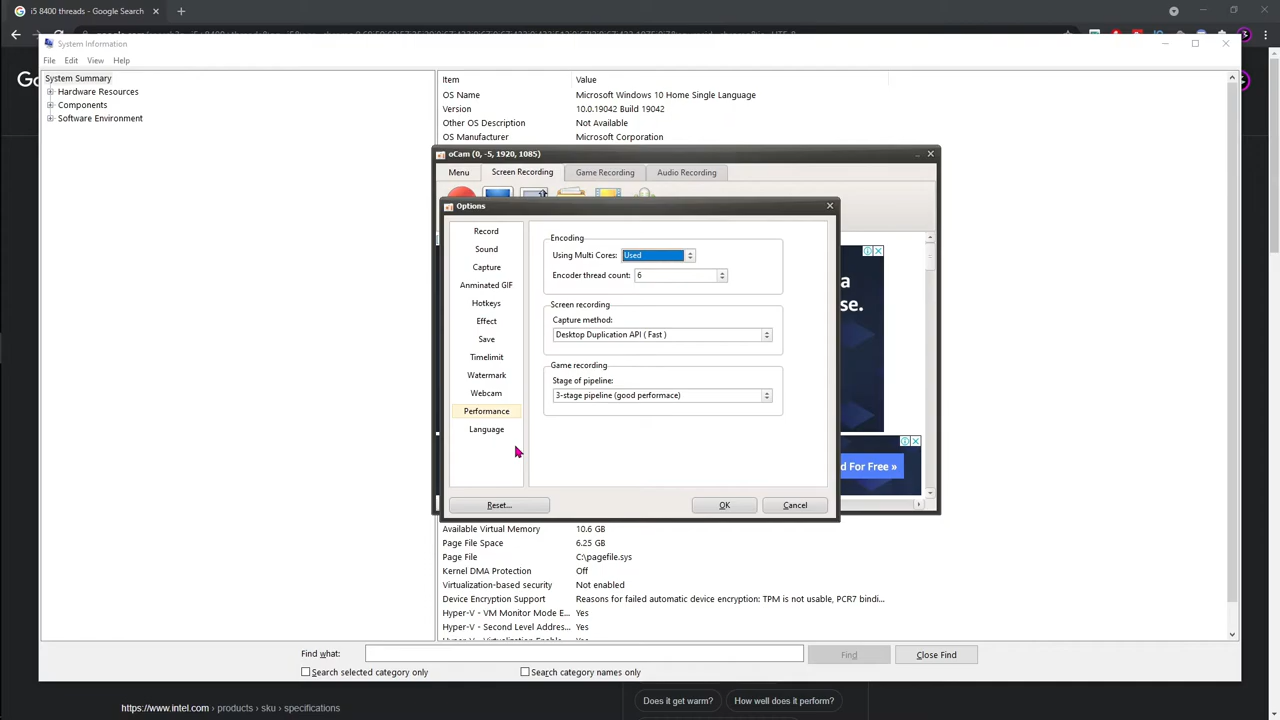 i5 8400 threads - Google Search
System Information
File Edit View Help
System Summary
Hardware Resources
Components
Software Environment
Item Value
OS Name Microsoft Windows 10 Home Single Language
Version 10.0.19042 Build 19042
Other OS Description Not Available
OS Manufacturer Microsoft Corporation
oCam (0, -5, 1920, 1085)
Menu Screen Recording Game Recording Audio Recording
Options
Record
Sound
Capture
Anminated GIF
Hotkeys
Effect
Save
Timelimit
Watermark
Webcam
Performance
Language
Encoding
Using Multi Cores: Used
Encoder thread count: 6
Screen recording
Capture method:
Desktop Duplication API ( Fast )
Game recording
Stage of pipeline:
3-stage pipeline (good performace)
Reset... OK Cancel
a
se.
d For Free »
Available Virtual Memory 10.6 GB
Page File Space 6.25 GB
Page File C:\pagefile.sys
Kernel DMA Protection Off
Virtualization-based security Not enabled
Device Encryption Support Reasons for failed automatic device encryption: TPM is not usable, PCR7 bindi...
Hyper-V - VM Monitor Mode E... Yes
Hyper-V - Second Level Addres... Yes
Find what: Find Close Find
Search selected category only Search category names only
Does it get warm? How well does it perform?
https://www.intel.com › products › sku › specifications